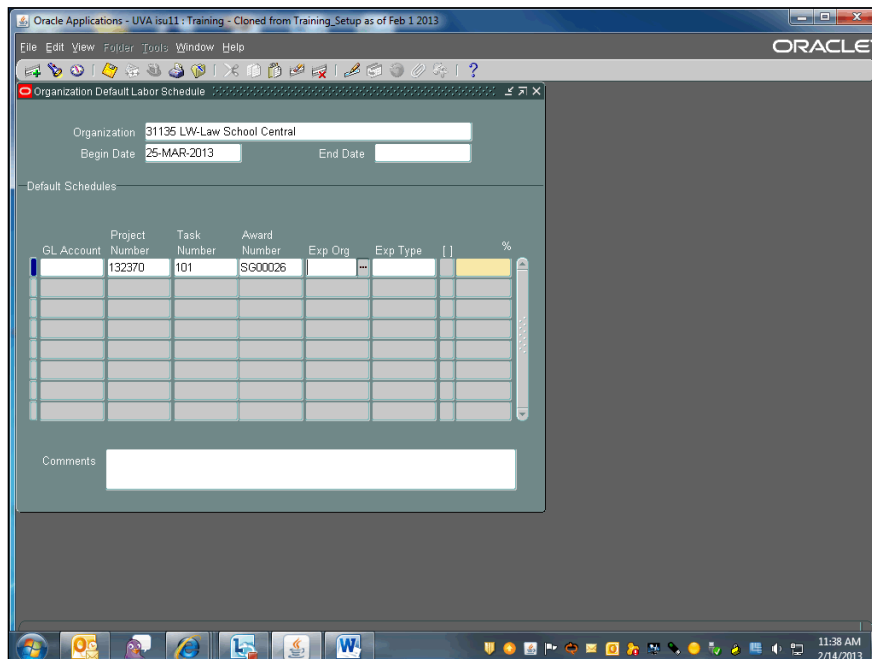 Oracle Applications - UVA isu11 : Training - Cloned from Training_Setup as of Feb 1 2013
File Edit View Folder Tools Window Help
ORACLE
Organization Default Labor Schedule
Organization 31135 LW-Law School Central
Begin Date 25-MAR-2013 End Date
Default Schedules
Project Task Award
GL Account Number Number Number Exp Org Exp Type [ ] %
132370 101 SG00026
Comments
11:38 AM
2/14/2013